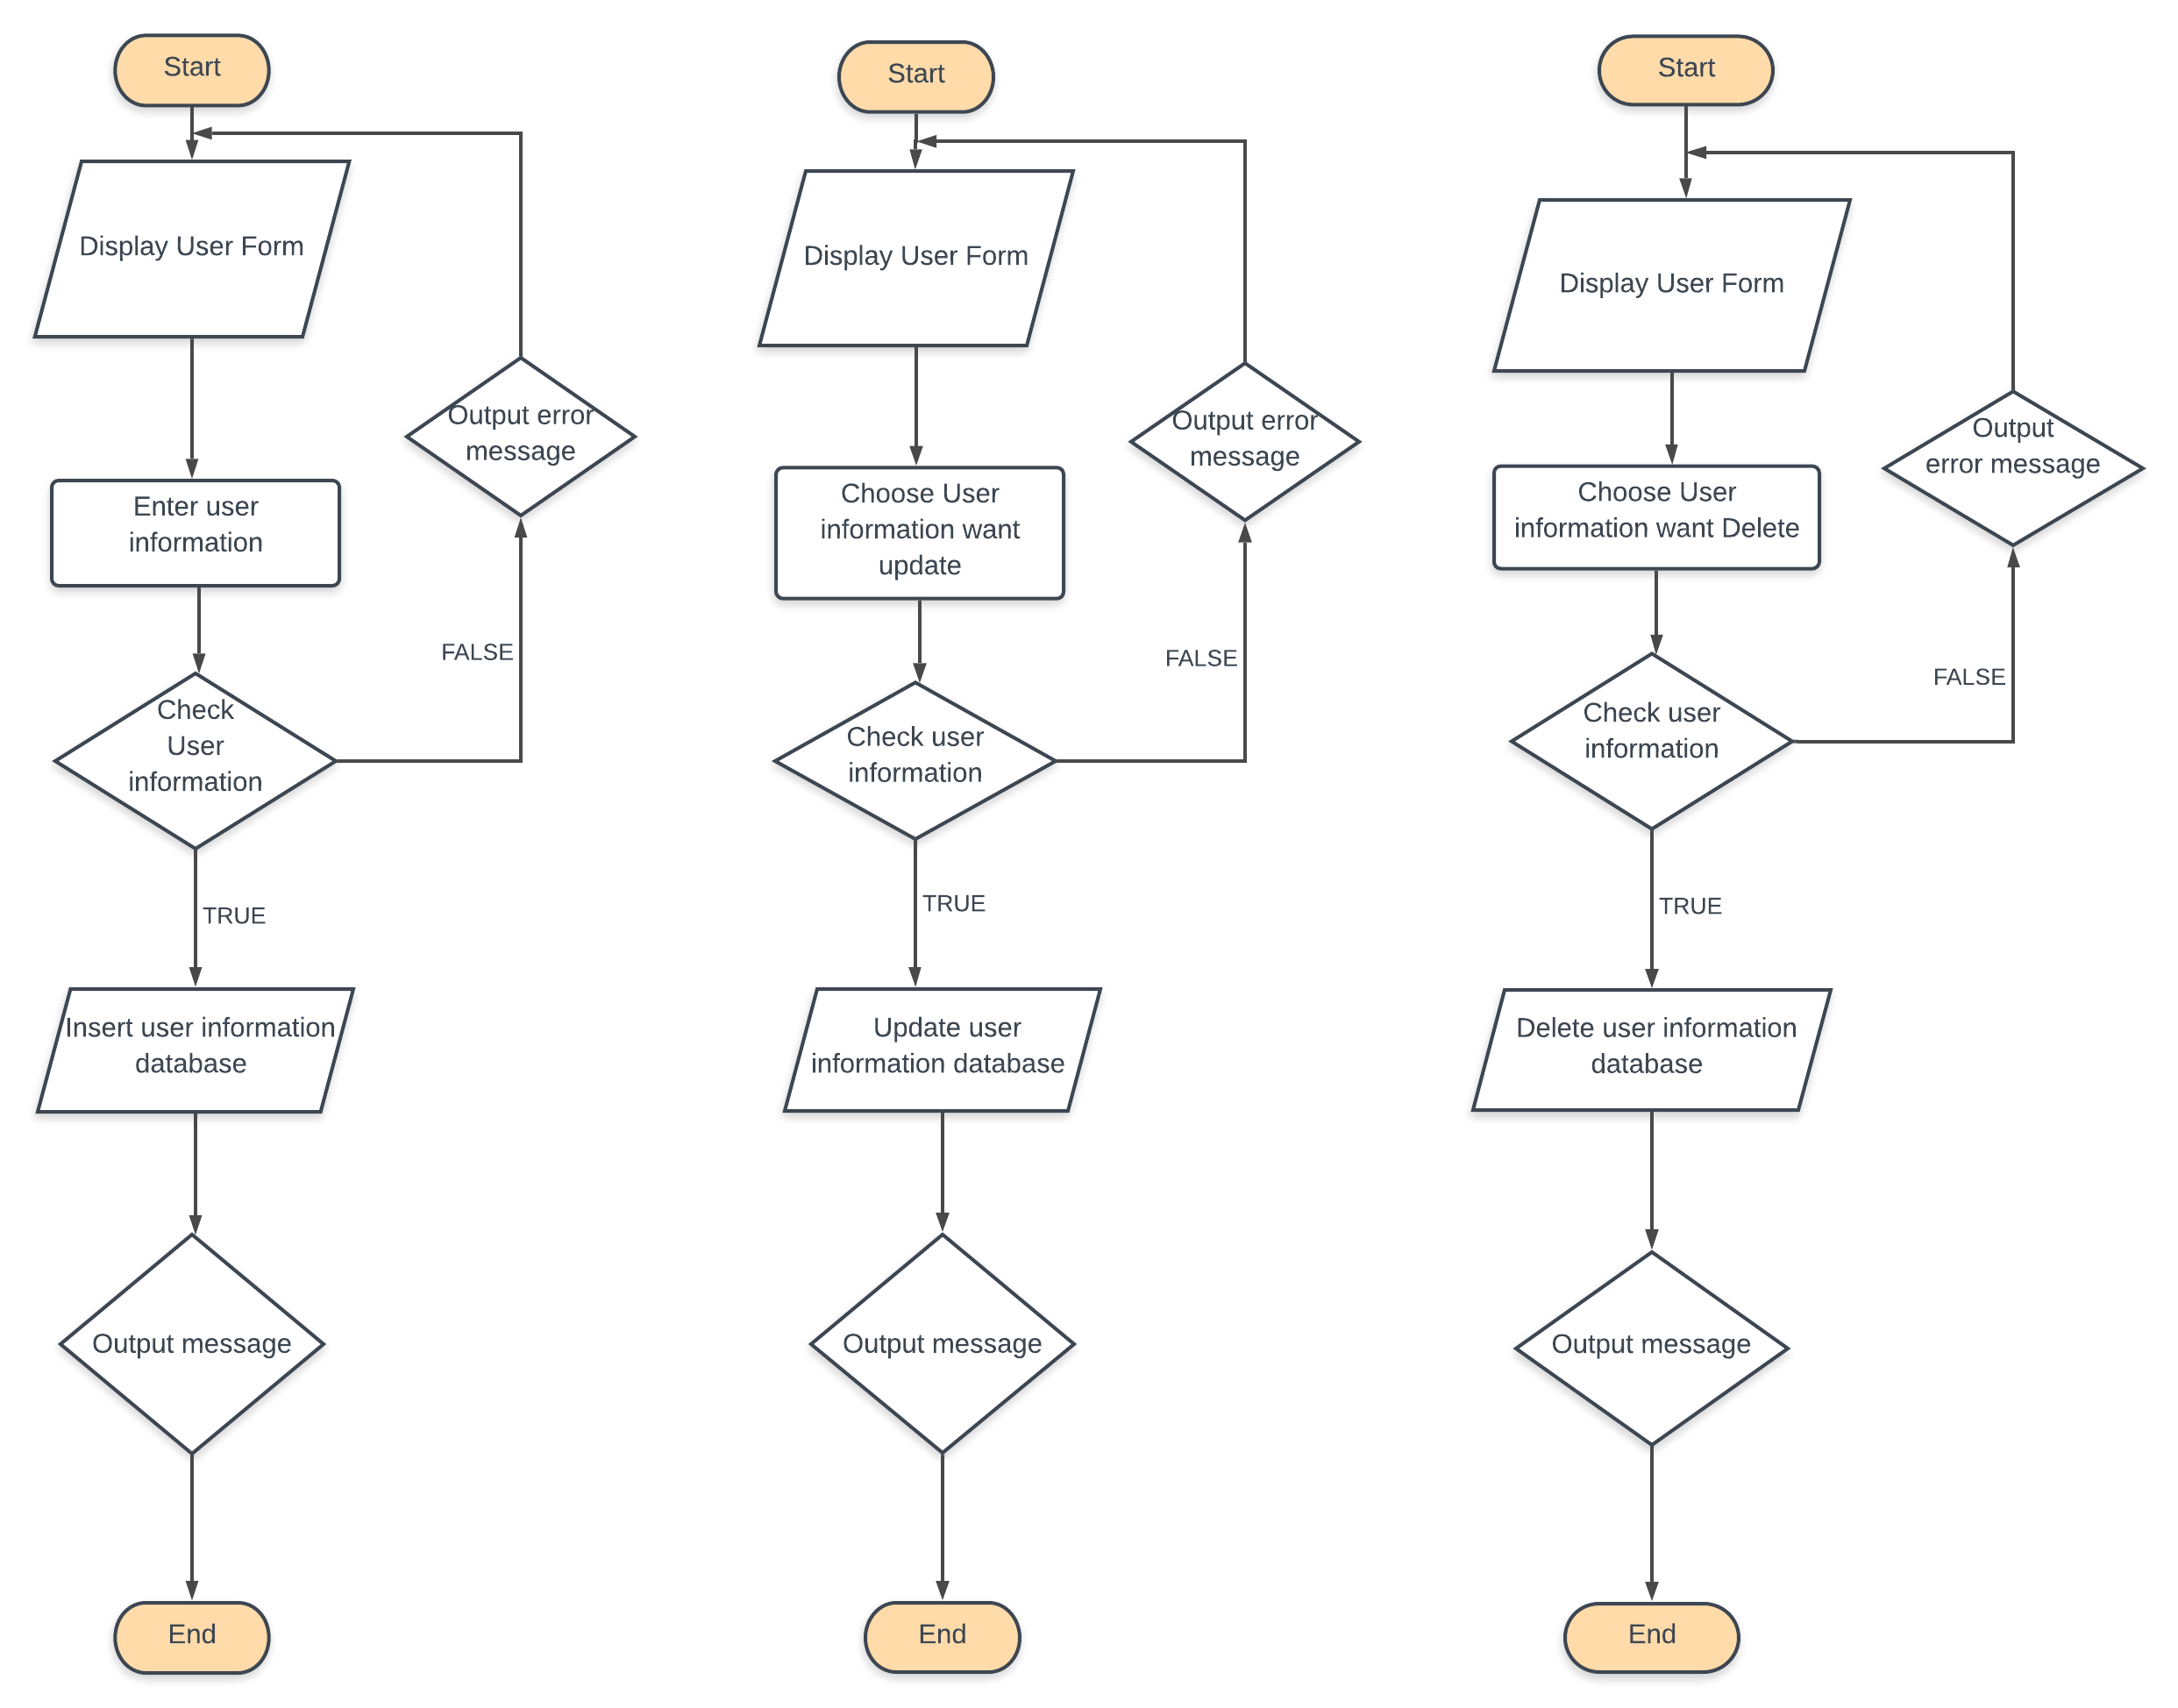 Start
Display User Form
Output error
message
Enter user
information
FALSE
Check
User
information
TRUE
Insert user information
database
Output message
End
Start
Display User Form
Output error
message
Choose User
information want
update
FALSE
Check user
information
TRUE
Update user
information database
Output message
End
Start
Display User Form
Output
error message
Choose User
information want Delete
FALSE
Check user
information
TRUE
Delete user information
database
Output message
End